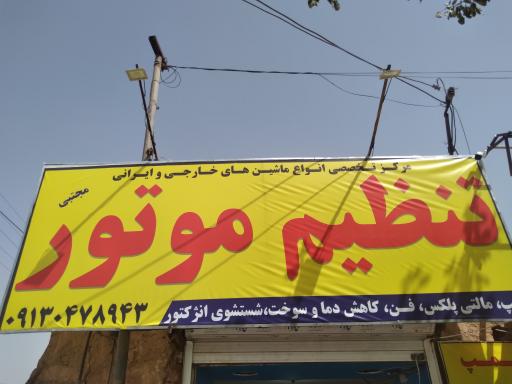 مرکز تخصصی انواع ماشین های خارجی و ایرانی
تنظیم موتور
مجتبی
پ، مالتی پلکس، فن، کاهش دما و سوخت، شستشوی انژکتور
۰۹۱۳۰۴۷۸۹۴۳